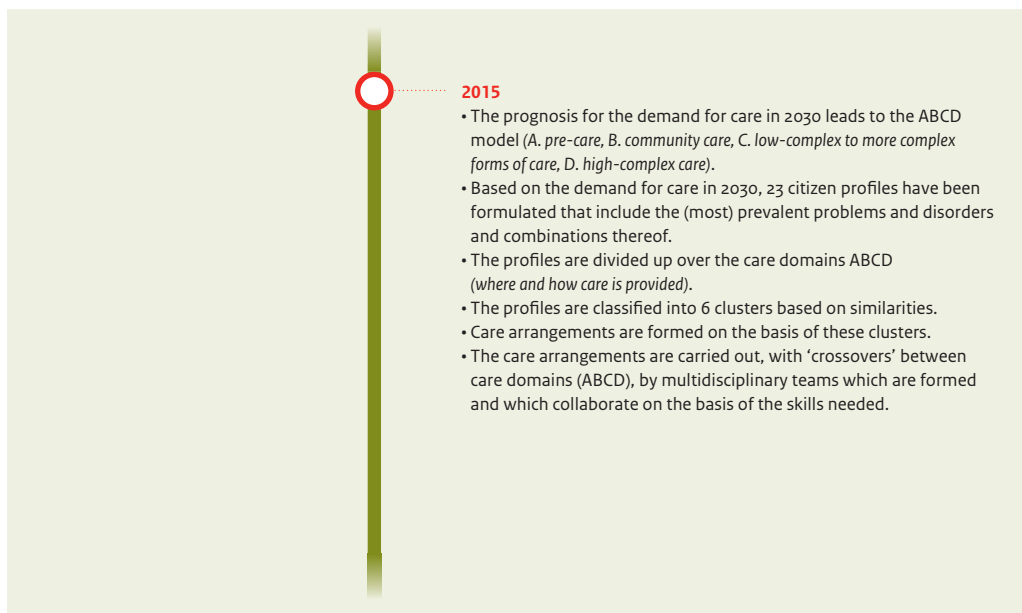 2015
• The prognosis for the demand for care in 2030 leads to the ABCD
model (A. pre-care, B. community care, C. low-complex to more complex
forms of care, D. high-complex care).
• Based on the demand for care in 2030, 23 citizen profiles have been
formulated that include the (most) prevalent problems and disorders
and combinations thereof.
• The profiles are divided up over the care domains ABCD
(where and how care is provided).
• The profiles are classified into 6 clusters based on similarities.
• Care arrangements are formed on the basis of these clusters.
• The care arrangements are carried out, with ‘crossovers’ between
care domains (ABCD), by multidisciplinary teams which are formed
and which collaborate on the basis of the skills needed.